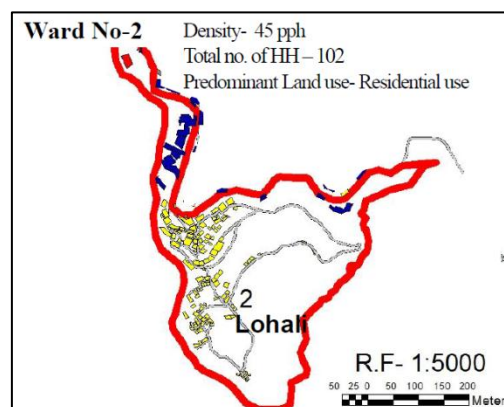 Ward No-2
Density- 45 pph
Total no. of HH – 102
Predominant Land use- Residential use
2
Lohali
R.F- 1:5000
50 25 0 50 100 150 200
Meter